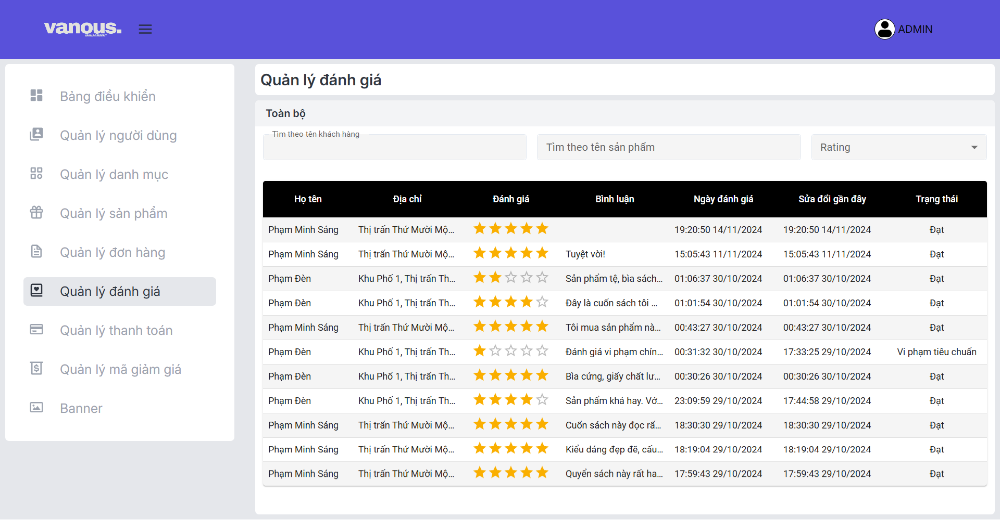 vanous.
MANAGEMENT
ADMIN
Bảng điều khiển
Quản lý người dùng
Quản lý danh mục
Quản lý sản phẩm
Quản lý đơn hàng
Quản lý đánh giá
Quản lý thanh toán
Quản lý mã giảm giá
Banner
Quản lý đánh giá
Toàn bộ
Tìm theo tên khách hàng
Tìm theo tên sản phẩm
Rating
Họ tên Địa chỉ Đánh giá Bình luận Ngày đánh giá Sửa đổi gần đây Trạng thái
Phạm Minh Sáng Thị trấn Thứ Mười Mộ... 19:20:50 14/11/2024 19:20:50 14/11/2024 Đạt
Phạm Minh Sáng Thị trấn Thứ Mười Mộ... Tuyệt vời! 15:05:43 11/11/2024 15:05:43 11/11/2024 Đạt
Phạm Đèn Khu Phố 1, Thị trấn Th... Sản phẩm tệ, bìa sách... 01:06:37 30/10/2024 01:06:37 30/10/2024 Đạt
Phạm Đèn Khu Phố 1, Thị trấn Th... Đây là cuốn sách tôi ... 01:01:54 30/10/2024 01:01:54 30/10/2024 Đạt
Phạm Minh Sáng Thị trấn Thứ Mười Mộ... Tôi mua sản phẩm nà... 00:43:27 30/10/2024 00:43:27 30/10/2024 Đạt
Phạm Đèn Khu Phố 1, Thị trấn Th... Đánh giá vi phạm chín... 00:31:32 30/10/2024 17:33:25 29/10/2024 Vi phạm tiêu chuẩn
Phạm Đèn Khu Phố 1, Thị trấn Th... Bìa cứng, giấy chất lư... 00:30:26 30/10/2024 00:30:26 30/10/2024 Đạt
Phạm Đèn Khu Phố 1, Thị trấn Th... Sản phẩm khá hay. Vớ... 23:09:59 29/10/2024 17:44:58 29/10/2024 Đạt
Phạm Minh Sáng Thị trấn Thứ Mười Mộ... Cuốn sách này đọc rấ... 18:30:30 29/10/2024 18:30:30 29/10/2024 Đạt
Phạm Minh Sáng Thị trấn Thứ Mười Mộ... Kiểu dáng đẹp đẽ, cấu... 18:19:04 29/10/2024 18:19:04 29/10/2024 Đạt
Phạm Minh Sáng Thị trấn Thứ Mười Mộ... Quyển sách này rất ha... 17:59:43 29/10/2024 17:59:43 29/10/2024 Đạt